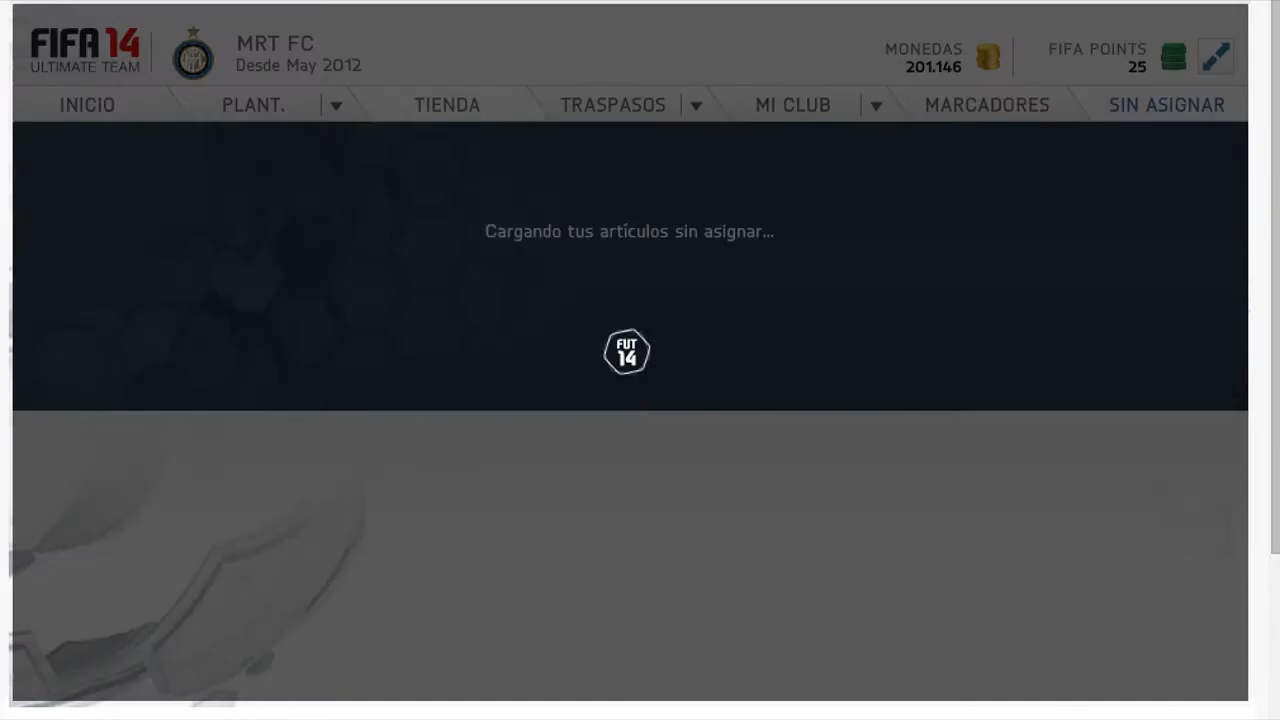 FIFA 14
ULTIMATE TEAM
MRT FC
Desde May 2012
MONEDAS
201.146
FIFA POINTS
25
INICIO
PLANT.
TIENDA
TRASPASOS
MI CLUB
MARCADORES
SIN ASIGNAR
Cargando tus artículos sin asignar...
FUT
14